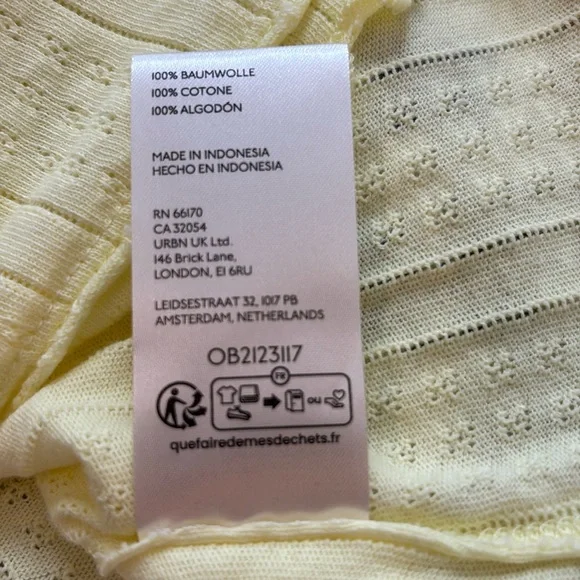 100% BAUMWOLLE
100% COTONE
100% ALGODÓN
MADE IN INDONESIA
HECHO EN INDONESIA
RN 66170
CA 32054
URBN UK Ltd.
146 Brick Lane,
LONDON, E1 6RU
LEIDSESTRAAT 32, 1017 PB
AMSTERDAM, NETHERLANDS
OB2123117
FR
ou
quefairedemesdechets.fr